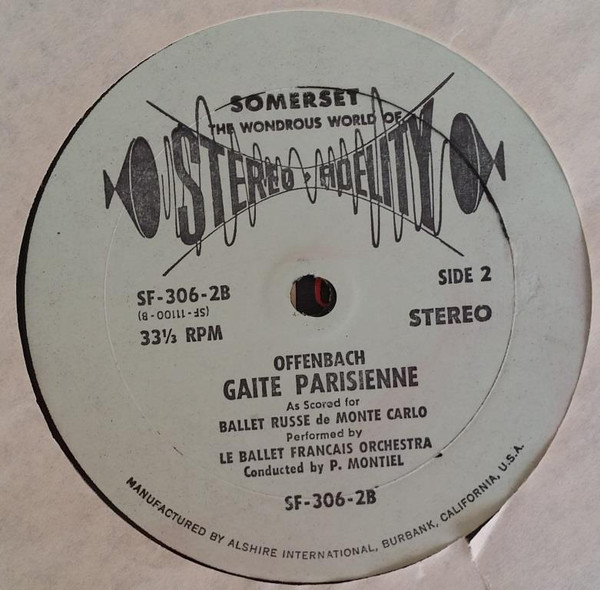 SOMERSET
THE WONDROUS WORLD OF
STEREO · FIDELITY
SF-306-2B
(SF-11100-B-)
33⅓ RPM
SIDE 2
STEREO
OFFENBACH
GAITE PARISIENNE
As Scored for
BALLET RUSSE de MONTE CARLO
Performed by
LE BALLET FRANCAIS ORCHESTRA
Conducted by P. MONTIEL
SF-306-2B
MANUFACTURED BY ALSHIRE INTERNATIONAL, BURBANK, CALIFORNIA, U.S.A.